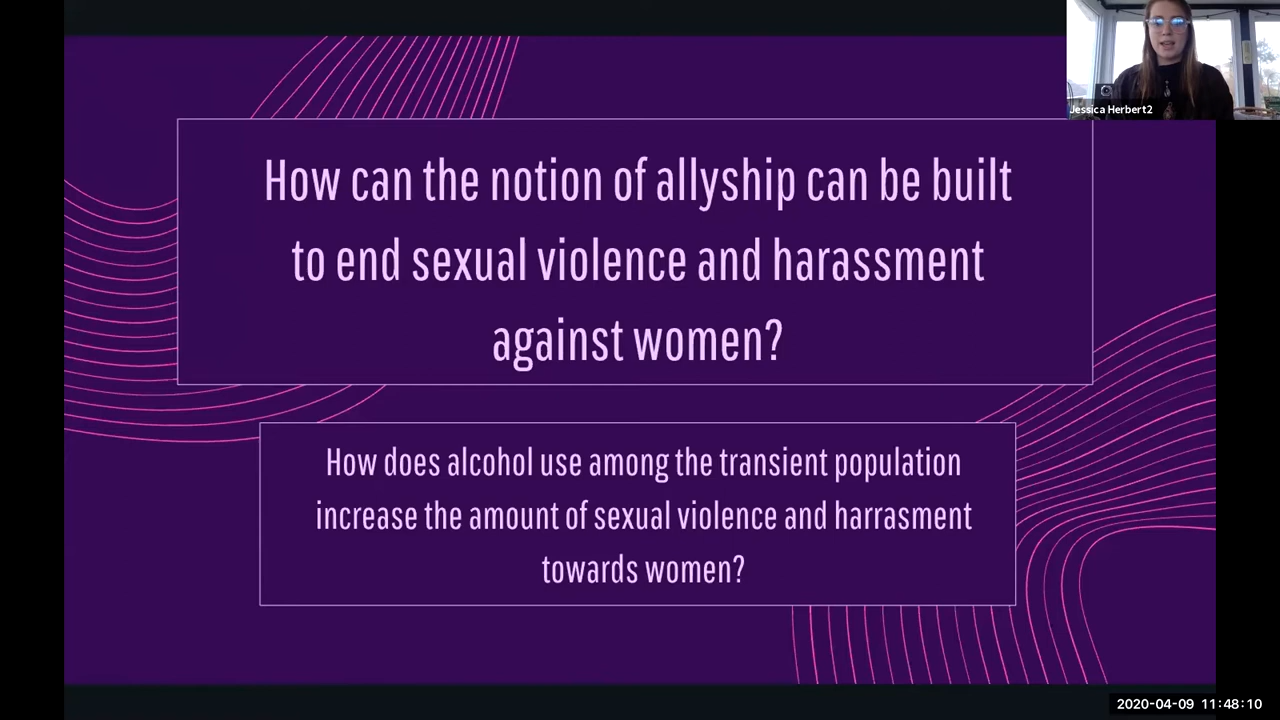 Jessica Herbert2
How can the notion of allyship can be built
to end sexual violence and harassment
against women?
How does alcohol use among the transient population
increase the amount of sexual violence and harrasment
towards women?
2020-04-09 11:48:10